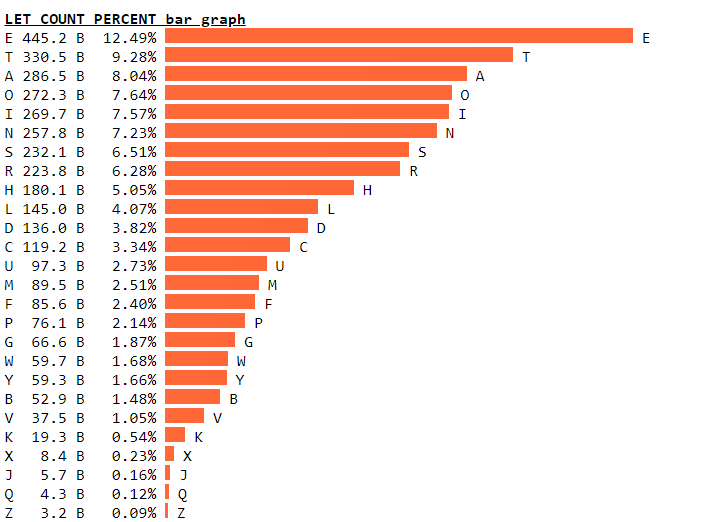 LET COUNT PERCENT bar graph
E 445.2 B 12.49% E
T 330.5 B 9.28% T
A 286.5 B 8.04% A
O 272.3 B 7.64% O
I 269.7 B 7.57% I
N 257.8 B 7.23% N
S 232.1 B 6.51% S
R 223.8 B 6.28% R
H 180.1 B 5.05% H
L 145.0 B 4.07% L
D 136.0 B 3.82% D
C 119.2 B 3.34% C
U 97.3 B 2.73% U
M 89.5 B 2.51% M
F 85.6 B 2.40% F
P 76.1 B 2.14% P
G 66.6 B 1.87% G
W 59.7 B 1.68% W
Y 59.3 B 1.66% Y
B 52.9 B 1.48% B
V 37.5 B 1.05% V
K 19.3 B 0.54% K
X 8.4 B 0.23% X
J 5.7 B 0.16% J
Q 4.3 B 0.12% Q
Z 3.2 B 0.09% Z